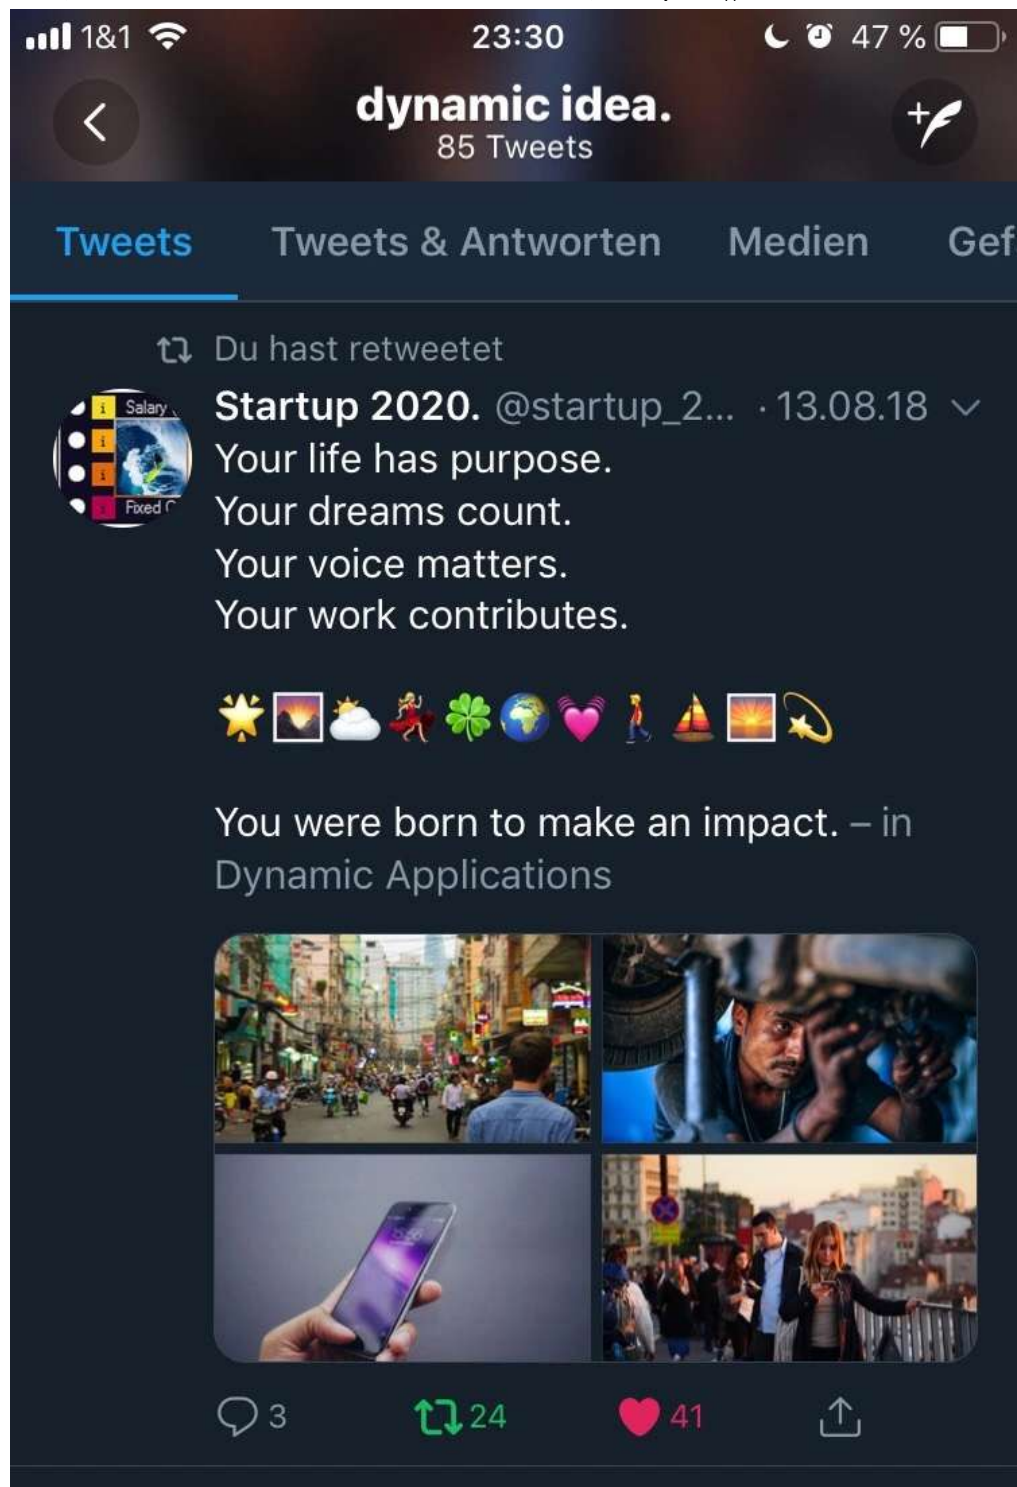 1&1
23:30
47 %
dynamic idea.
85 Tweets
Tweets
Tweets & Antworten
Medien
Gef
Du hast retweetet
Salary
Fixed
Startup 2020. @startup_2... · 13.08.18
Your life has purpose.
Your dreams count.
Your voice matters.
Your work contributes.
You were born to make an impact. – in
Dynamic Applications
3
24
41